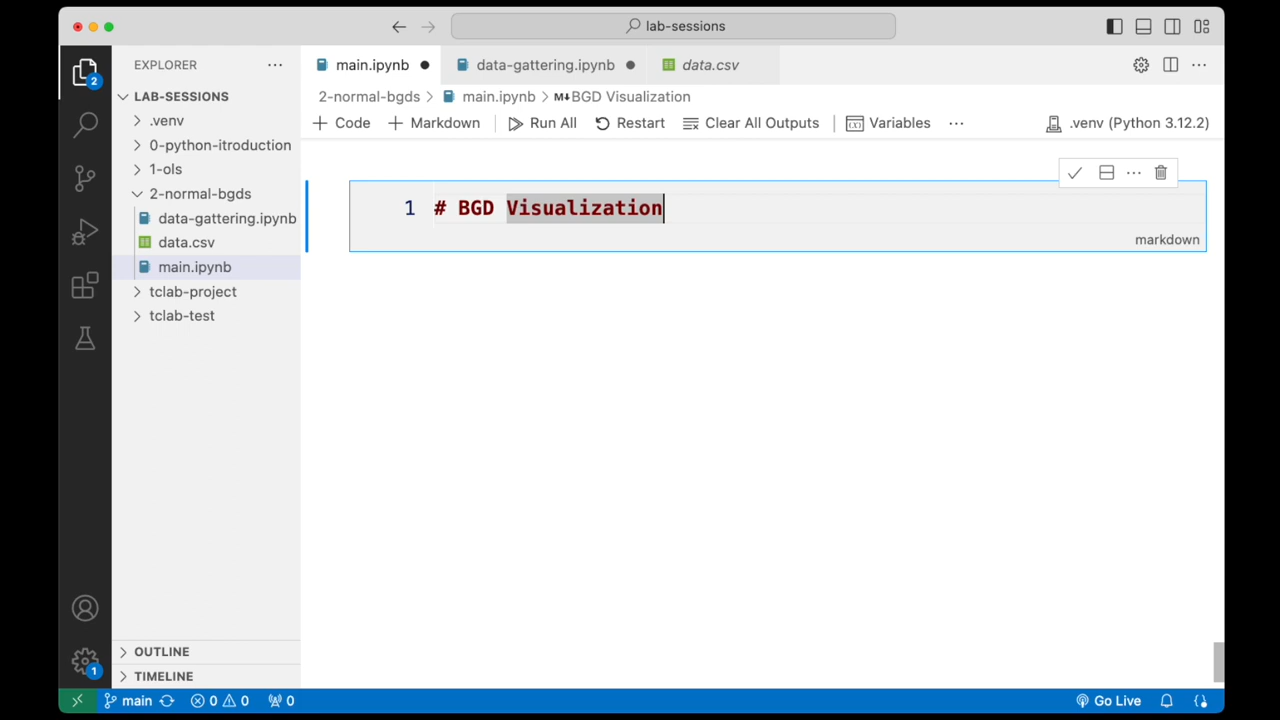 lab-sessions
2
EXPLORER
LAB-SESSIONS
.venv
0-python-itroduction
1-ols
2-normal-bgds
data-gattering.ipynb
data.csv
main.ipynb
tclab-project
tclab-test
OUTLINE
TIMELINE
main.ipynb
data-gattering.ipynb
data.csv
2-normal-bgds > main.ipynb > M↓BGD Visualization
+ Code + Markdown Run All Restart Clear All Outputs Variables ... .venv (Python 3.12.2)
1 # BGD Visualization
markdown
1
main 0 0 0 Go Live